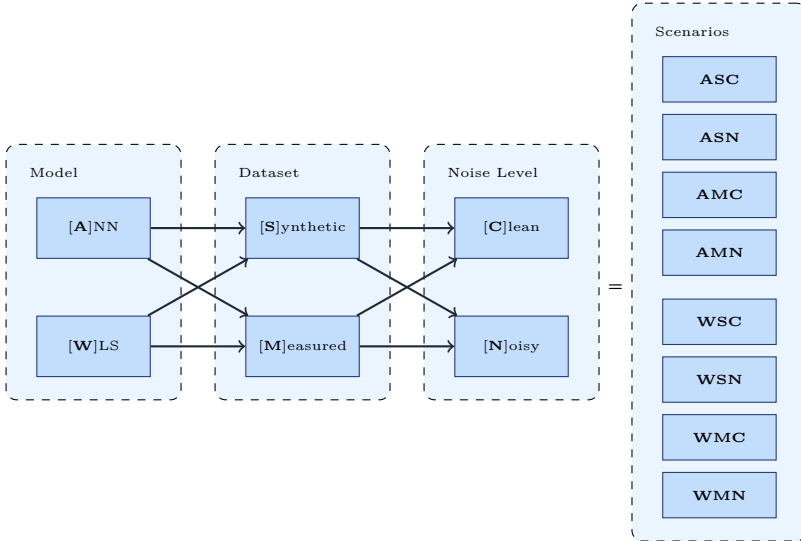 Model
[A]NN
[W]LS
Dataset
[S]ynthetic
[M]easured
Noise Level
[C]lean
[N]oisy
=
Scenarios
ASC
ASN
AMC
AMN
WSC
WSN
WMC
WMN